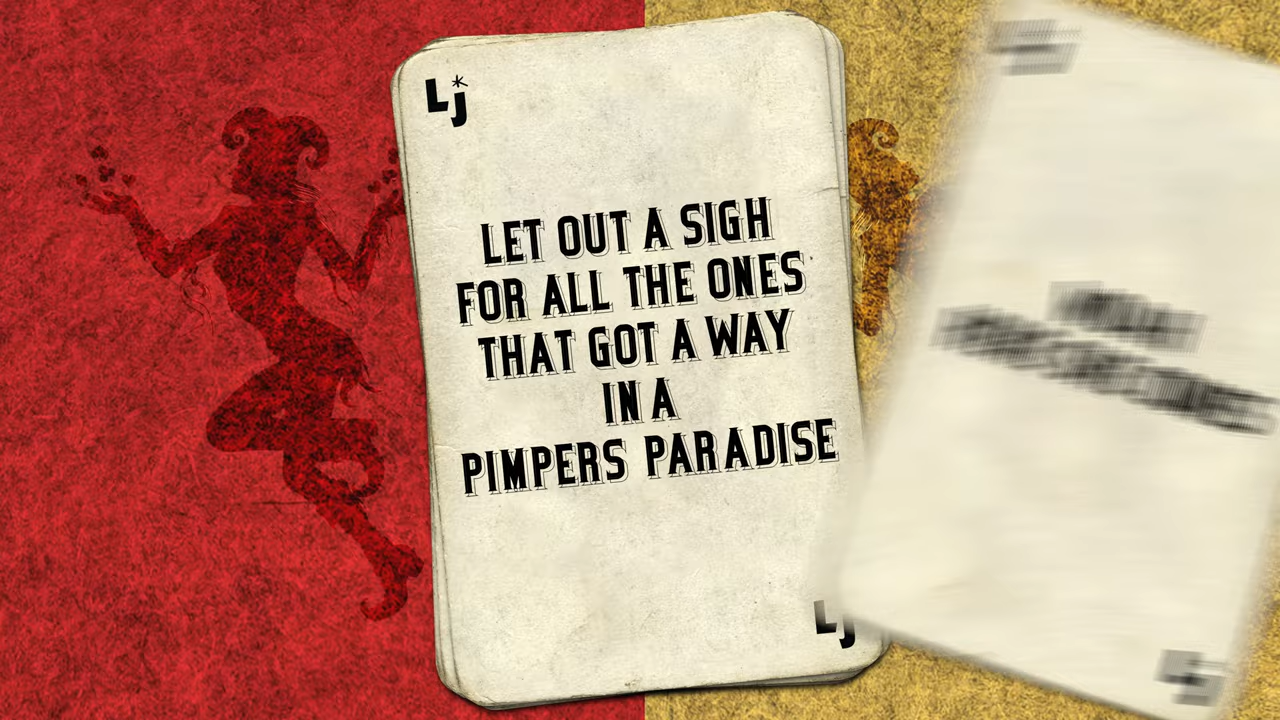 LJ*
LET OUT A SIGH
FOR ALL THE ONES
THAT GOT A WAY
IN A
PIMPERS PARADISE
LJ